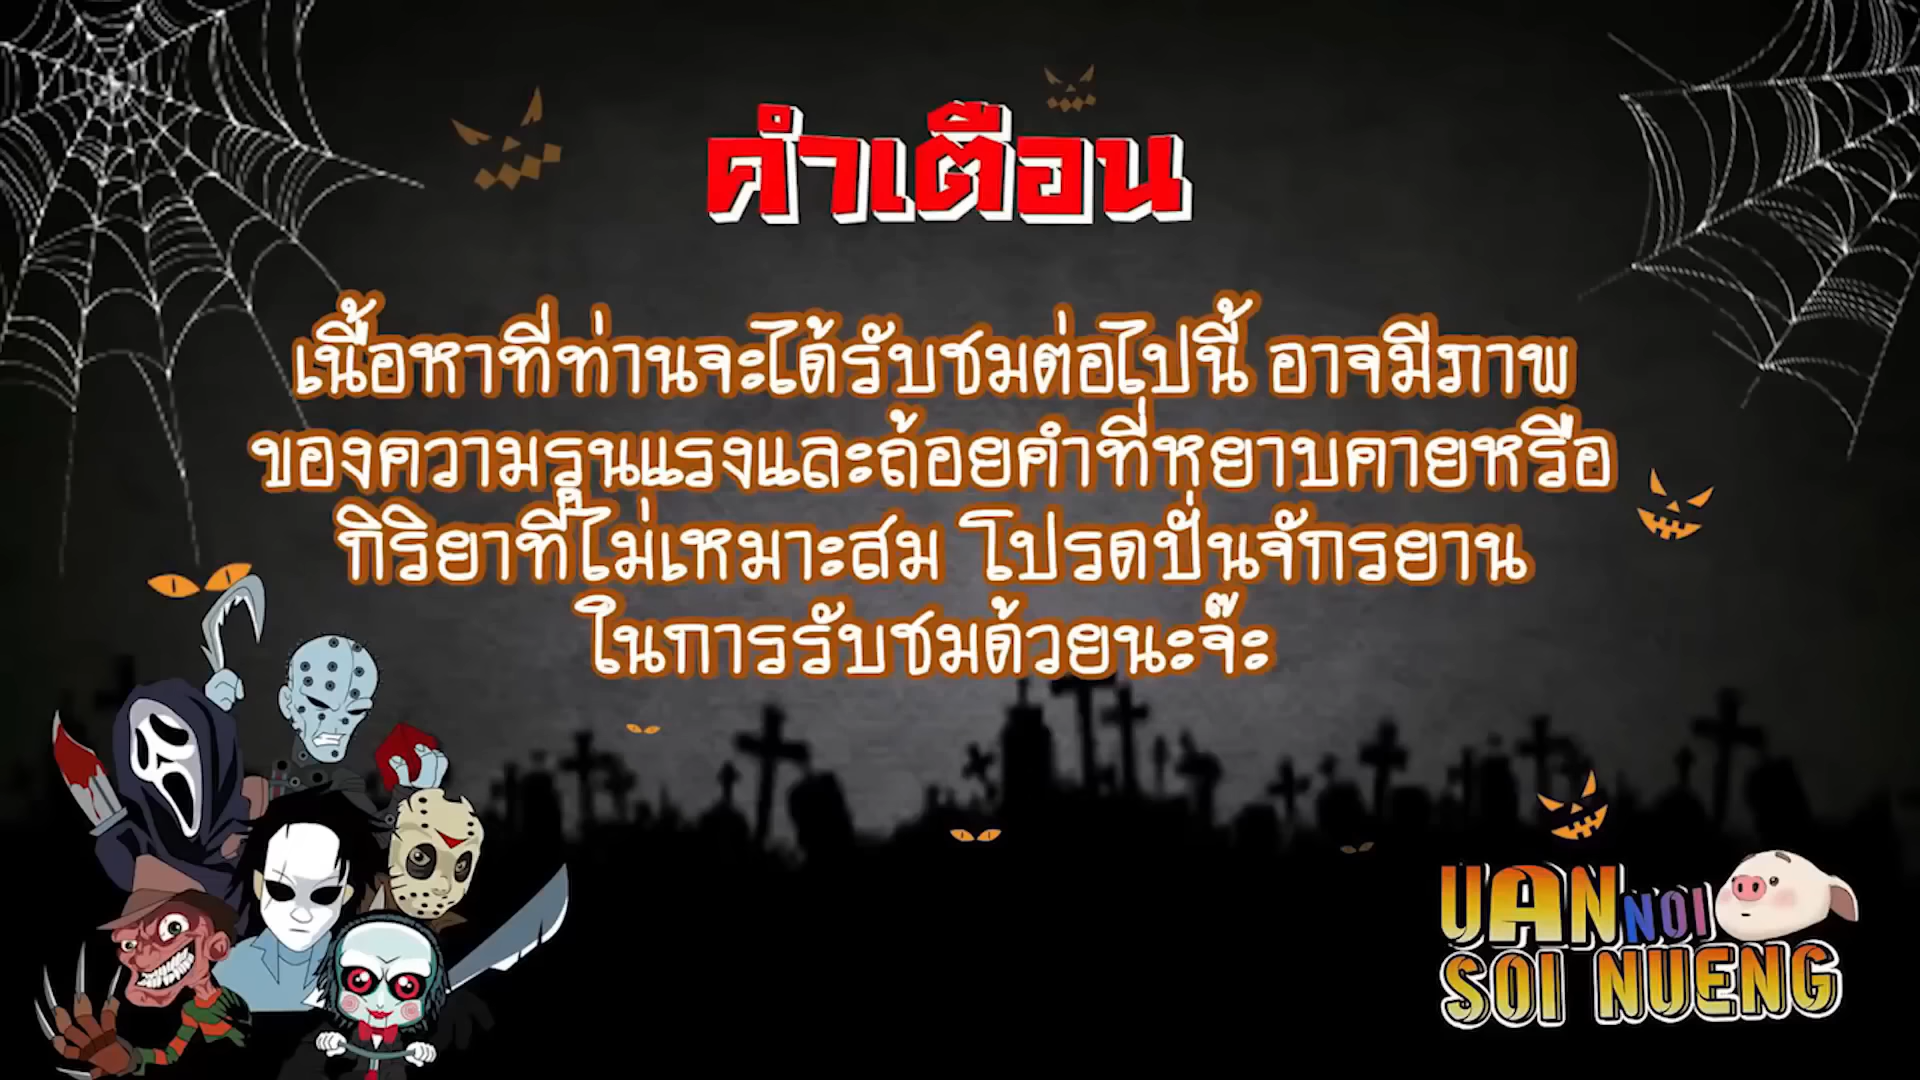 คำเตือน
เนื้อหาที่ท่านจะได้รับชมต่อไปนี้ อาจมีภาพ
ของความรุนแรงและถ้อยคำที่หยาบคายหรือ
กิริยาที่ไม่เหมาะสม โปรดปั่นจักรยาน
ในการรับชมด้วยนะจ๊ะ
UAN NOI
SOI NUENG